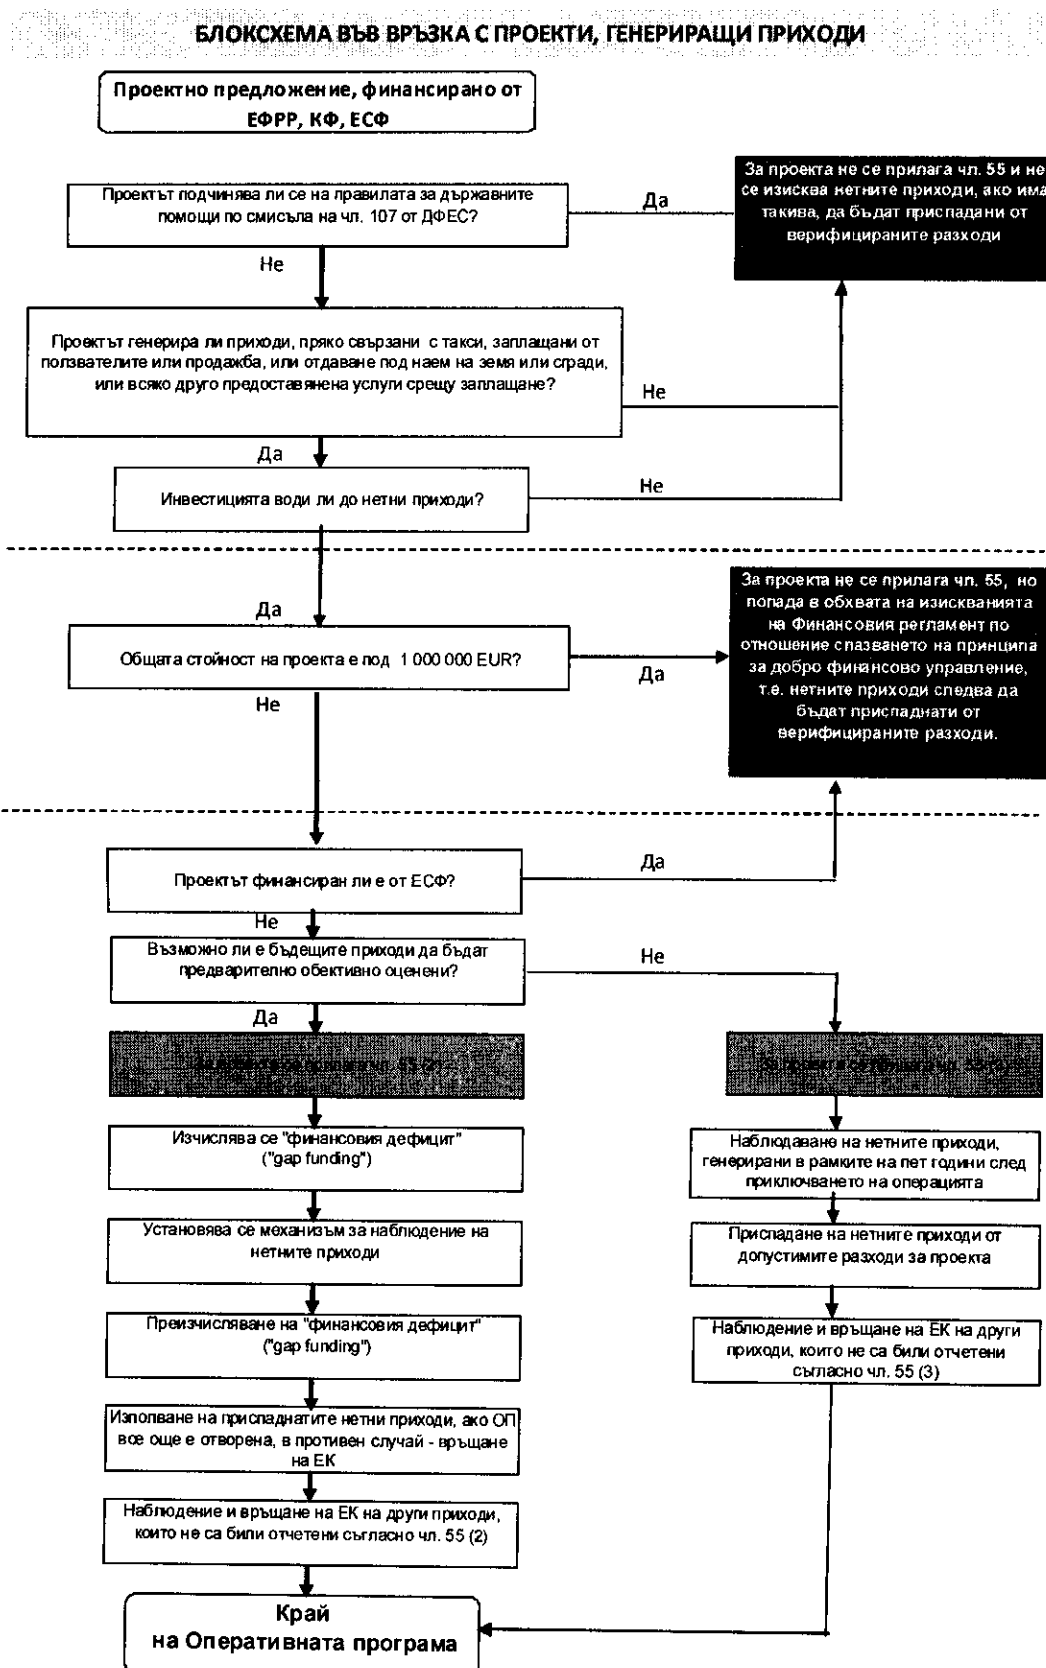 БЛОКСХЕМА ВЪВ ВРЪЗКА С ПРОЕКТИ, ГЕНЕРИРАЩИ ПРИХОДИ
Проектно предложение, финансирано от
ЕФРР, КФ, ЕСФ
Проектът подчинява ли се на правилата за държавните
помощи по смисъла на чл. 107 от ДФЕС?
Да
За проекта не се прилага чл. 55 и не
се изисква нетните приходи, ако има
такива, да бъдат приспадани от
верифицираните разходи
Не
Проектът генерира ли приходи, пряко свързани с такси, заплащани от
ползвателите или продажба, или отдаване под наем на земя или сгради,
или всяко друго предоставянена услуги срещу заплащане?
Не
Да
Инвестицията води ли до нетни приходи?
Не
Да
Общата стойност на проекта е под 1 000 000 EUR?
Да
За проекта не се прилага чл. 55, но
попада в обхвата на изискванията
на Финансовия регламент по
отношение спазването на принципа
за добро финансово управление,
т.е. нетните приходи следва да
бъдат приспаднати от
верифицираните разходи.
Не
Проектът финансиран ли е от ЕСФ?
Да
Не
Възможно ли е бъдещите приходи да бъдат
предварително обективно оценени?
Не
Да
Изчислява се "финансовия дефицит"
("gap funding")
Установява се механизъм за наблюдение на
нетните приходи
Преизчисляване на "финансовия дефицит"
("gap funding")
Изполване на приспаднатите нетни приходи, ако ОП
все още е отворена, в противен случай - връщане
на ЕК
Наблюдение и връщане на ЕК на други приходи,
които не са били отчетени съгласно чл. 55 (2)
Наблюдаване на нетните приходи,
генерирани в рамките на пет години след
приключването на операцията
Приспадане на нетните приходи от
допустимите разходи за проекта
Наблюдение и връщане на ЕК на други
приходи, които не са били отчетени
съгласно чл. 55 (3)
Край
на Оперативната програма